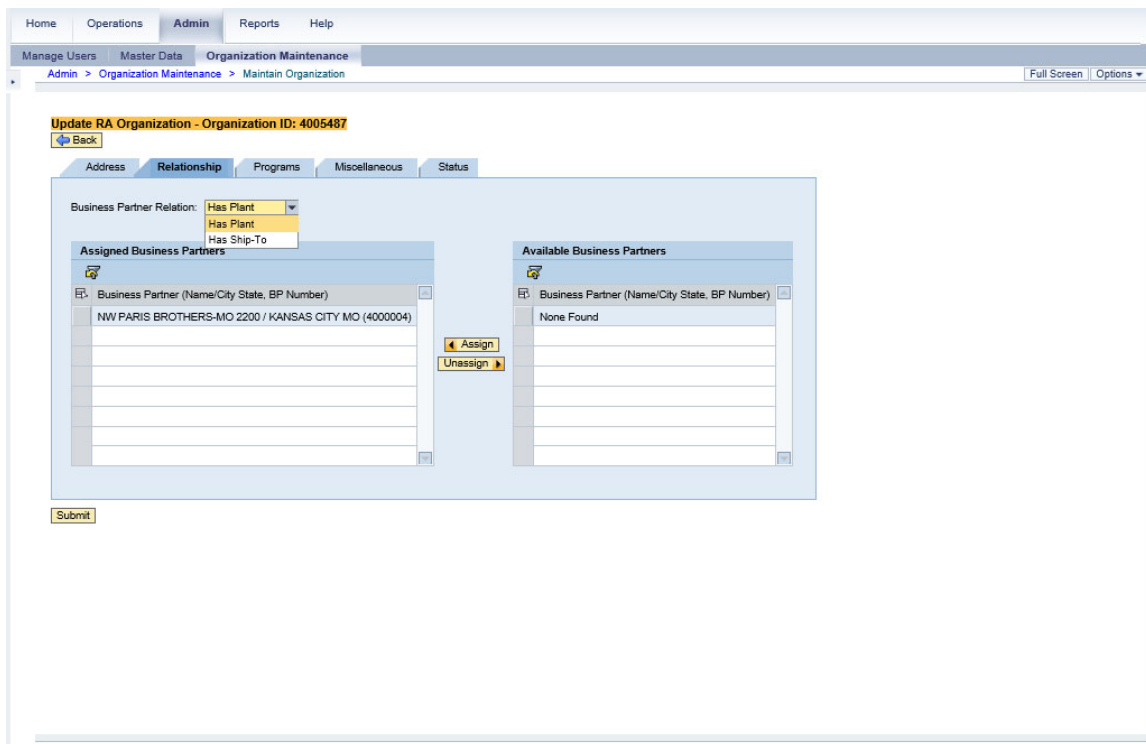 Home Operations Admin Reports Help
Manage Users Master Data Organization Maintenance
Admin > Organization Maintenance > Maintain Organization Full Screen Options
Update RA Organization - Organization ID: 4005487
Back
Address Relationship Programs Miscellaneous Status
Business Partner Relation: Has Plant
Has Plant
Has Ship-To
Assigned Business Partners Available Business Partners
Business Partner (Name/City State, BP Number) Business Partner (Name/City State, BP Number)
NW PARIS BROTHERS-MO 2200 / KANSAS CITY MO (4000004) None Found
Assign
Unassign
Submit